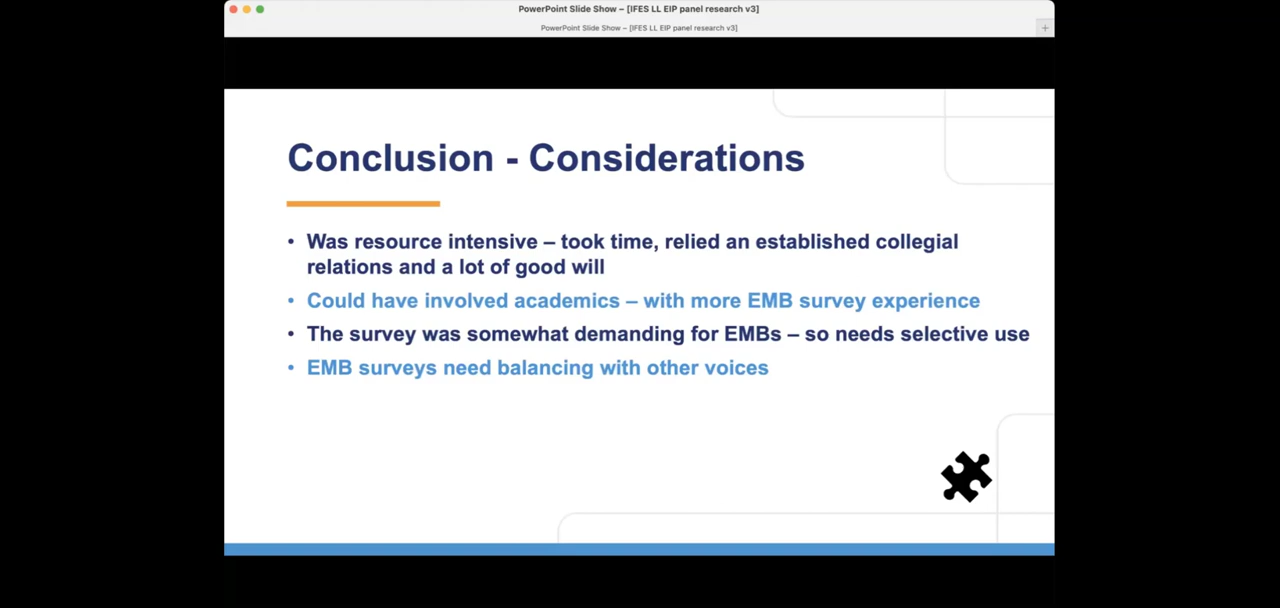 PowerPoint Slide Show – [IFES LL EIP panel research v3]
PowerPoint Slide Show – [IFES LL EIP panel research v3]
Conclusion - Considerations
• Was resource intensive – took time, relied an established collegial
relations and a lot of good will
• Could have involved academics – with more EMB survey experience
• The survey was somewhat demanding for EMBs – so needs selective use
• EMB surveys need balancing with other voices